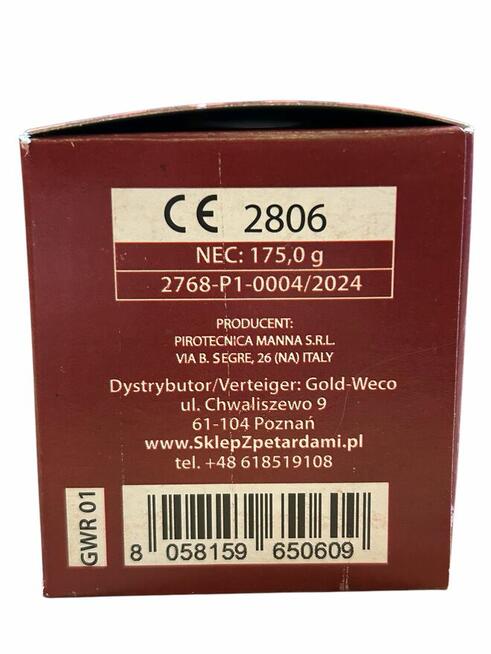 CE 2806
NEC: 175,0 g
2768-P1-0004/2024
PRODUCENT:
PIROTECNICA MANNA S.R.L.
VIA B. SEGRE, 26 (NA) ITALY
Dystrybutor/Verteiger: Gold-Weco
ul. Chwaliszewo 9
61-104 Poznań
www.SklepZpetardami.pl
tel. +48 618519108
GWR 01
8 058159 650609